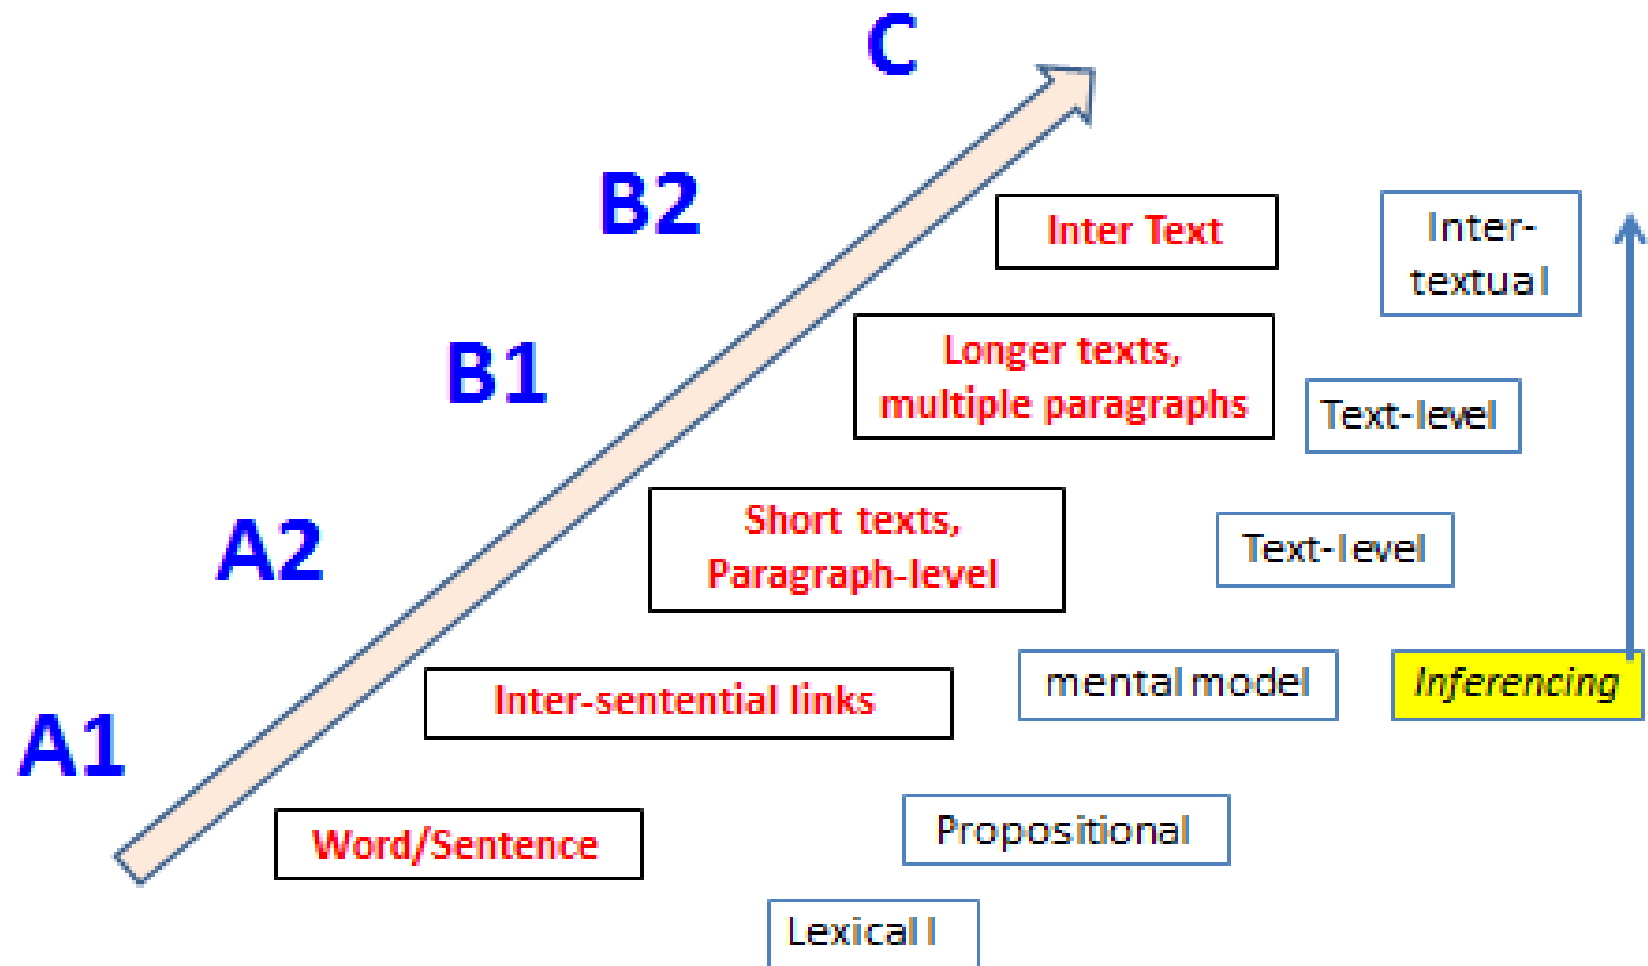 C
B2
Inter Text
Inter-
textual
B1
Longer texts,
multiple paragraphs
Text-level
A2
Short texts,
Paragraph-level
Text-level
A1
Inter-sentential links
mental model
Inferencing
Word/Sentence
Propositional
Lexical l